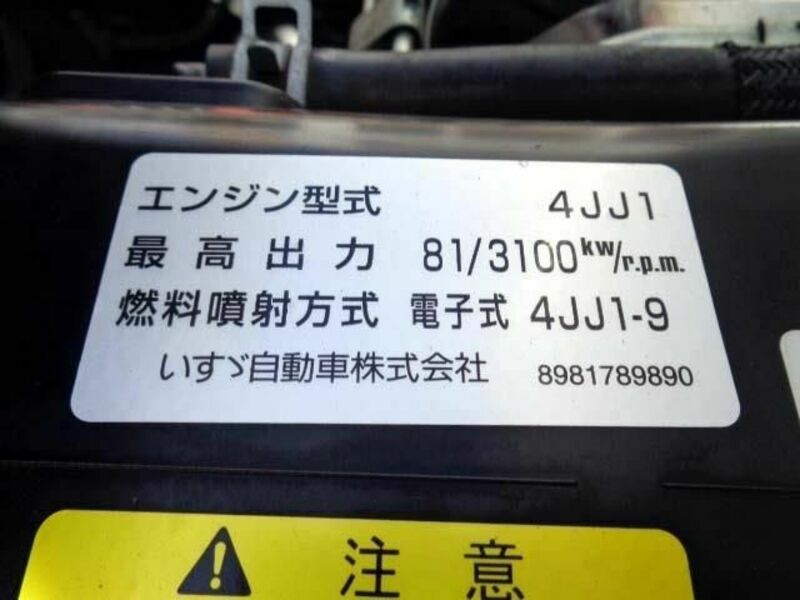 エンジン型式 4JJ1
最高出力 81/3100kw/r.p.m.
燃料噴射方式 電子式 4JJ1-9
いすゞ自動車株式会社 8981789890
注意